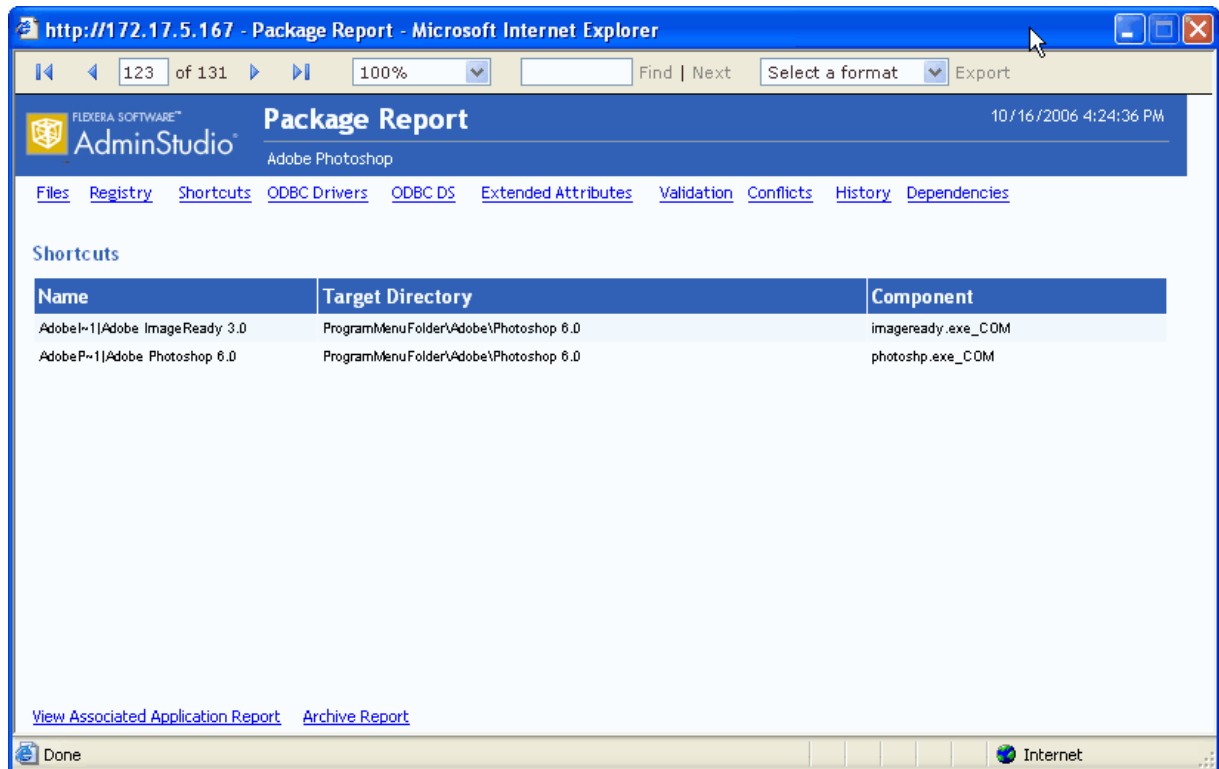 http://172.17.5.167 - Package Report - Microsoft Internet Explorer
123 of 131 100% Find | Next Select a format Export
FLEXERA SOFTWARE™
AdminStudio®
Package Report
10/16/2006 4:24:36 PM
Adobe Photoshop
Files Registry Shortcuts ODBC Drivers ODBC DS Extended Attributes Validation Conflicts History Dependencies
Shortcuts
Name Target Directory Component
AdobeI~1|Adobe ImageReady 3.0 ProgramMenuFolder\Adobe\Photoshop 6.0 imageready.exe_COM
AdobeP~1|Adobe Photoshop 6.0 ProgramMenuFolder\Adobe\Photoshop 6.0 photoshp.exe_COM
View Associated Application Report Archive Report
Done Internet